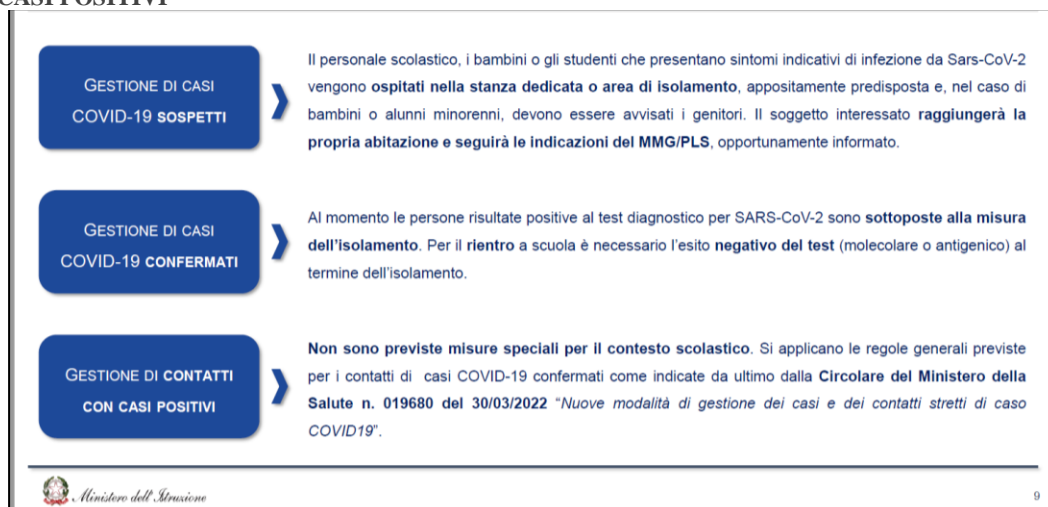 CASI POSITIVI
GESTIONE DI CASI
COVID-19 SOSPETTI
Il personale scolastico, i bambini o gli studenti che presentano sintomi indicativi di infezione da Sars-CoV-2
vengono ospitati nella stanza dedicata o area di isolamento, appositamente predisposta e, nel caso di
bambini o alunni minorenni, devono essere avvisati i genitori. Il soggetto interessato raggiungerà la
propria abitazione e seguirà le indicazioni del MMG/PLS, opportunamente informato.
GESTIONE DI CASI
COVID-19 CONFERMATI
Al momento le persone risultate positive al test diagnostico per SARS-CoV-2 sono sottoposte alla misura
dell'isolamento. Per il rientro a scuola è necessario l'esito negativo del test (molecolare o antigenico) al
termine dell'isolamento.
GESTIONE DI CONTATTI
CON CASI POSITIVI
Non sono previste misure speciali per il contesto scolastico. Si applicano le regole generali previste
per i contatti di casi COVID-19 confermati come indicate da ultimo dalla Circolare del Ministero della
Salute n. 019680 del 30/03/2022 "Nuove modalità di gestione dei casi e dei contatti stretti di caso
COVID19".
Ministero dell'Istruzione
9